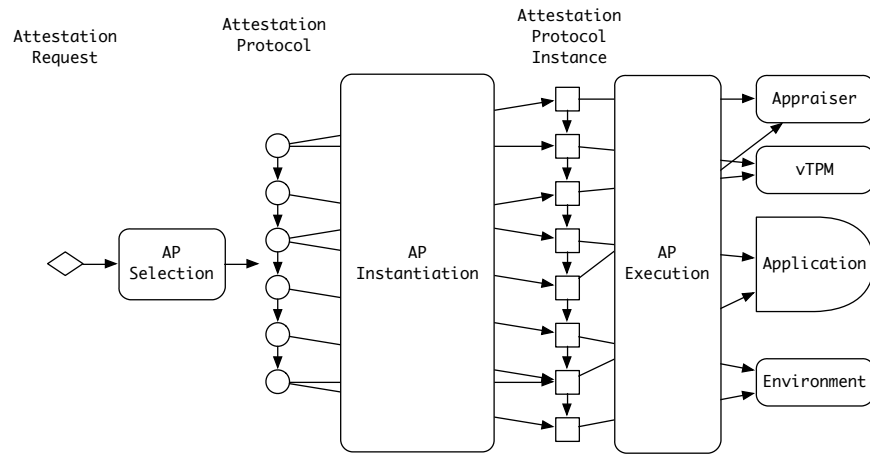 Attestation
Request
Attestation
Protocol
Attestation
Protocol
Instance
AP
Selection
AP
Instantiation
AP
Execution
Appraiser
vTPM
Application
Environment